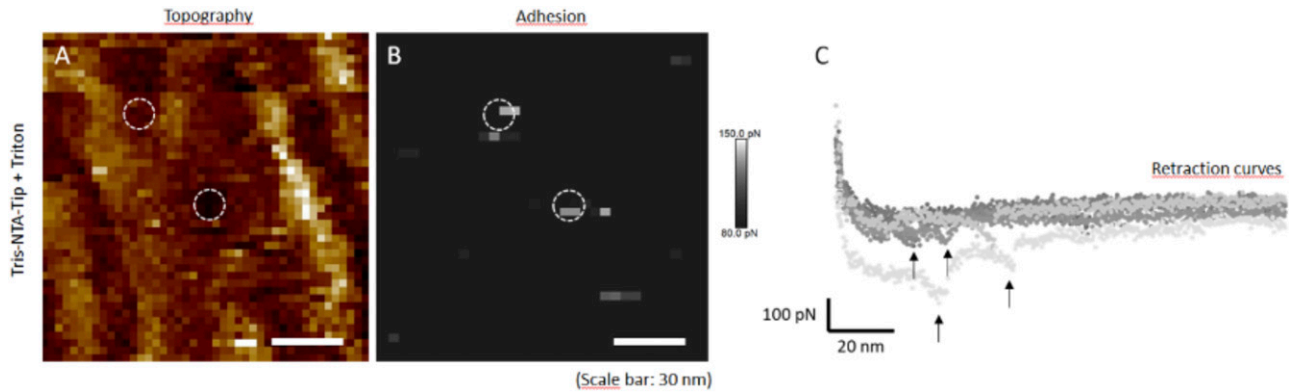 Topography
Adhesion
Tris-NTA-Tip + Triton
A
B
C
150.0 pN
80.0 pN
Retraction curves
100 pN
20 nm
(Scale bar: 30 nm)